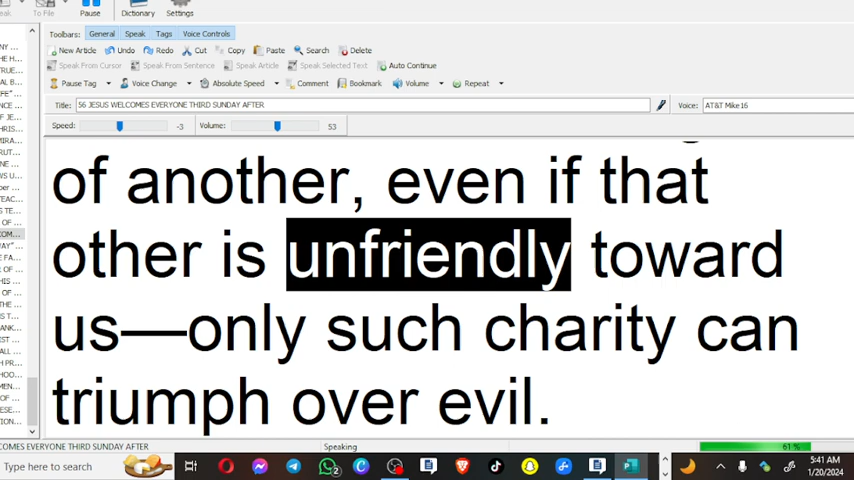 To File
Pause
Dictionary
Settings
Toolbars: General Speak Tags Voice Controls
New Article Undo Redo Cut Copy Paste Search Delete
Speak From Cursor Speak From Sentence Speak Article Speak Selected Text Auto Continue
Pause Tag Voice Change Absolute Speed Comment Bookmark Volume Repeat
Title: 56 JESUS WELCOMES EVERYONE THIRD SUNDAY AFTER Voice: AT&T Mike16
Speed: -3 Volume: 53
of another, even if that
other is unfriendly toward
us—only such charity can
triumph over evil.
COMES EVERYONE THIRD SUNDAY AFTER Speaking 61 %
Type here to search
5:41 AM
1/20/2024